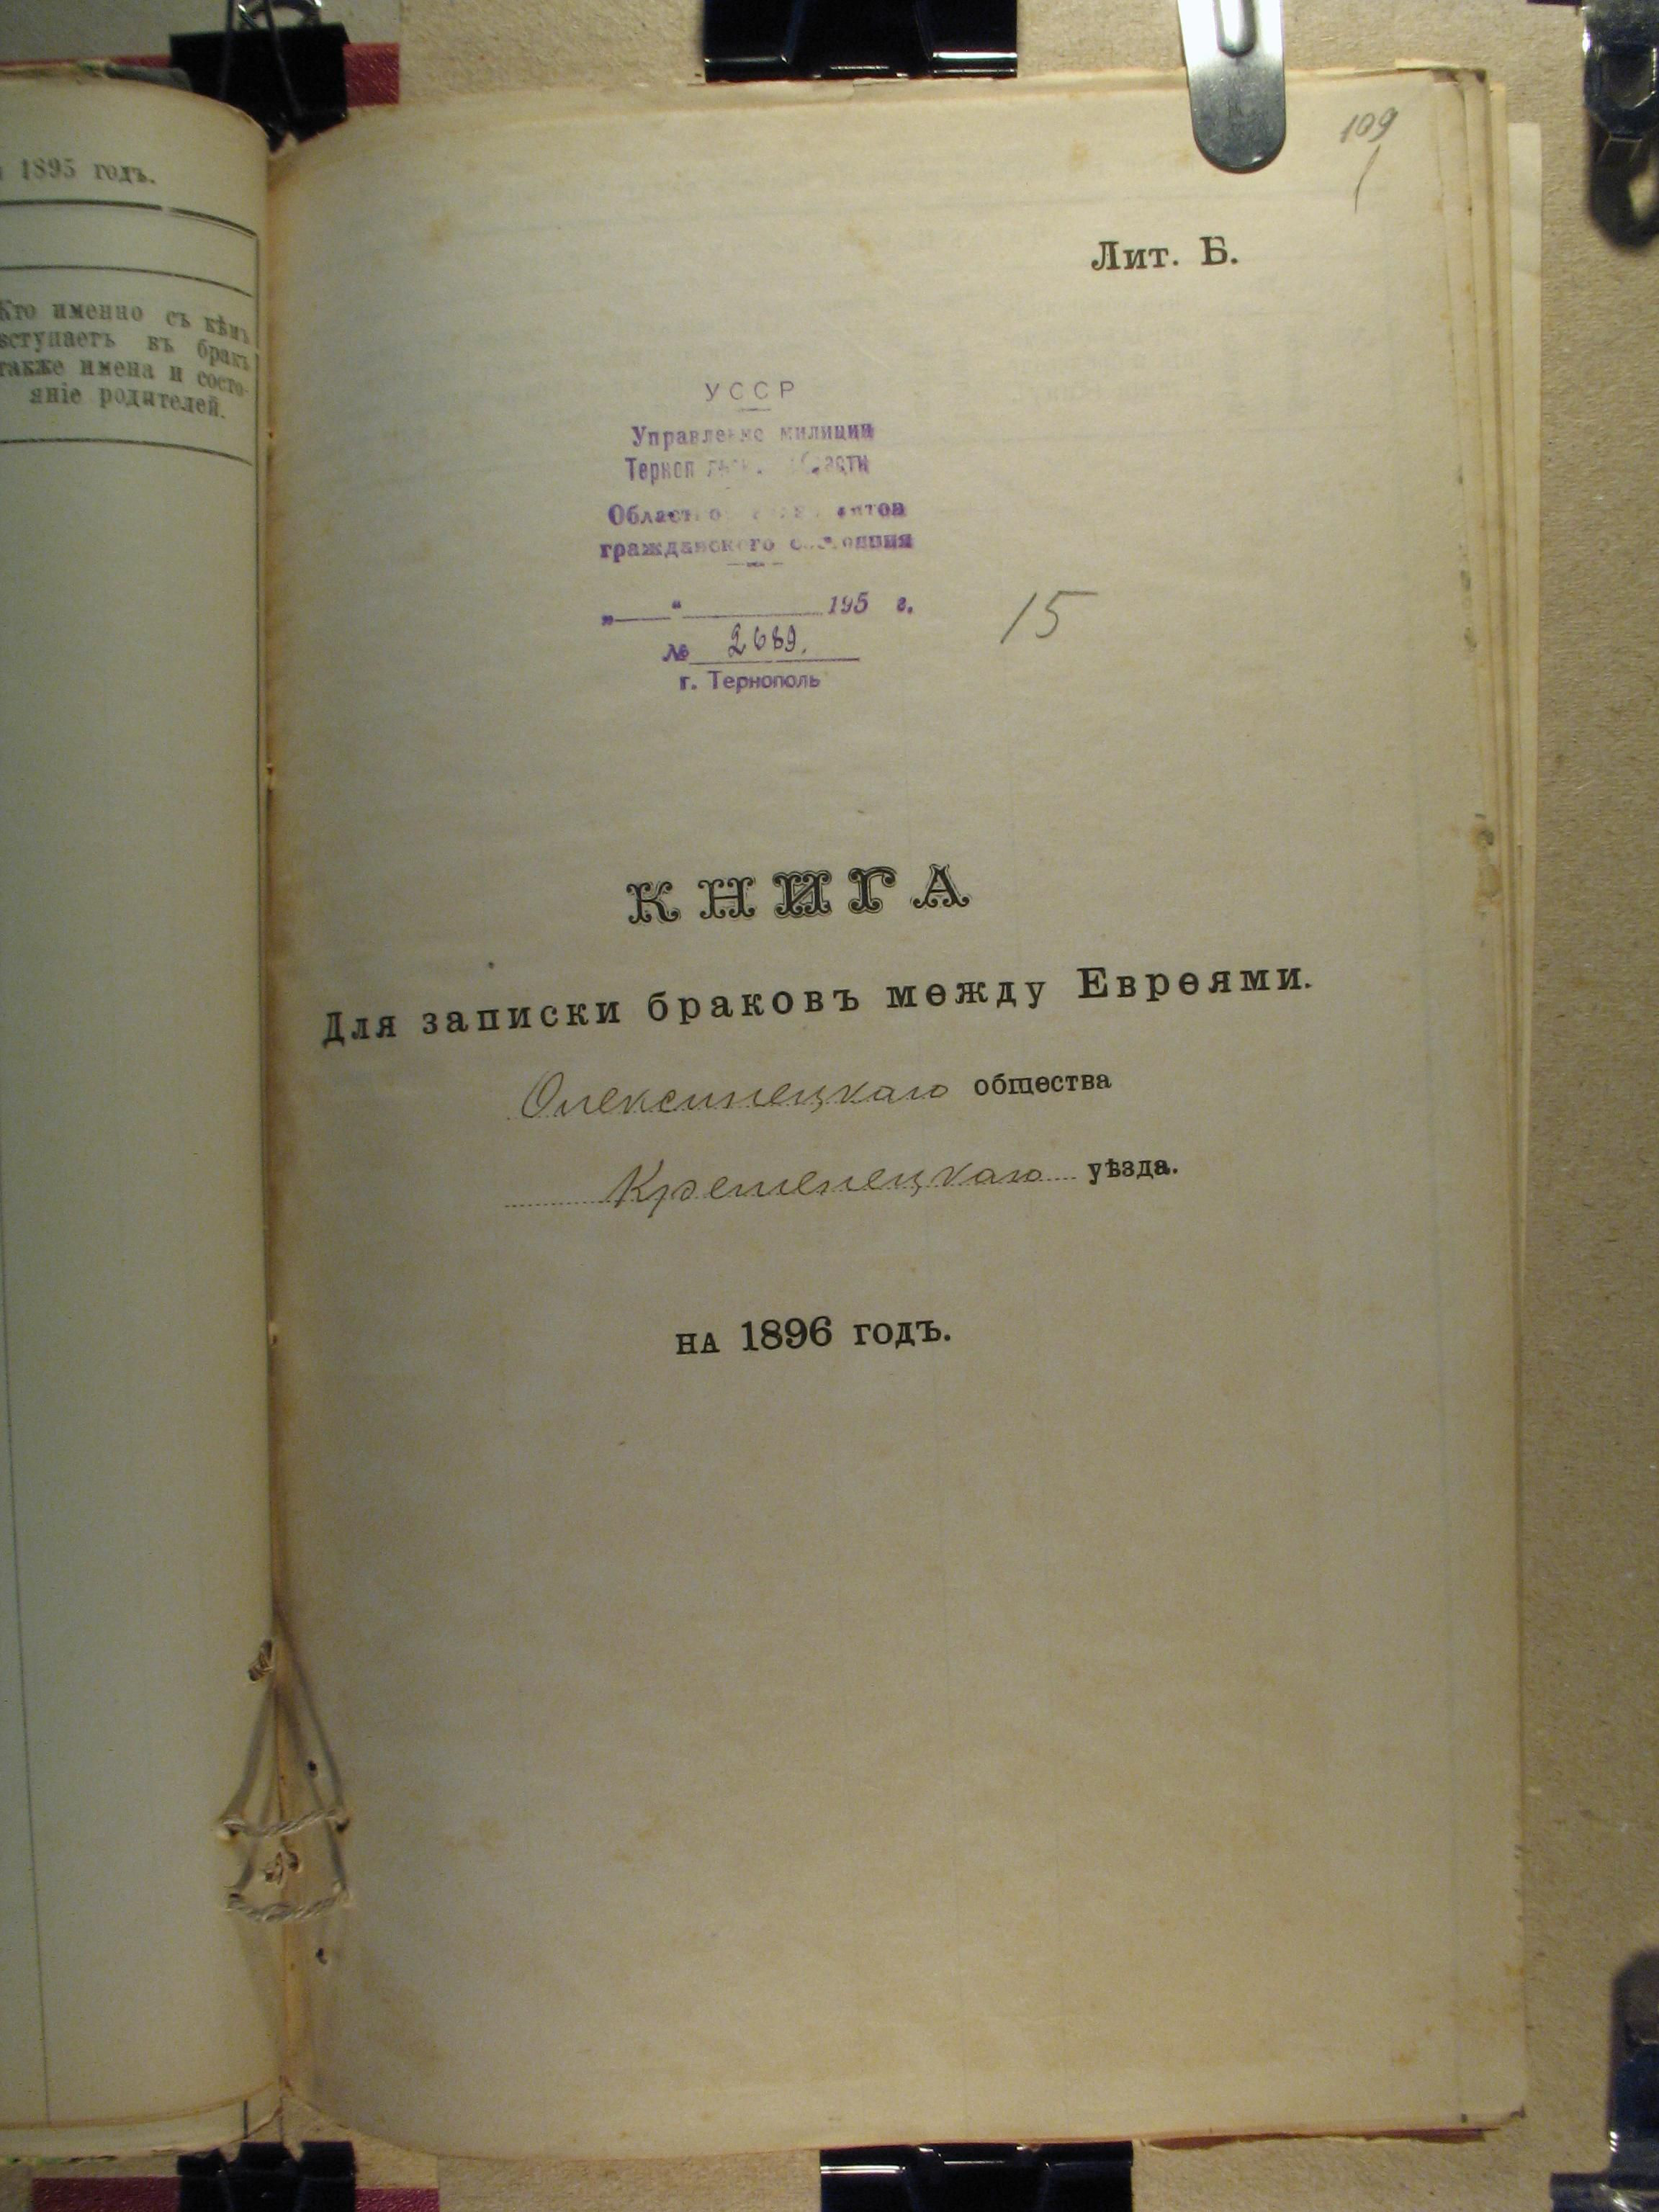 1895 годъ.
Кто именно съ кѣмъ
вступаетъ въ бракъ
также имена и состо-
яніе родителей.
109
Лит. Б.
УССР
Управление милиции
области
гражданского состояния
„ “ 195 г.
№ 2689.
г. Тернополь
15
КНИГА
Для записки браковъ между Евреями.
Олексинецкаго общества
Кременецкаго уѣзда.
НА 1896 годъ.